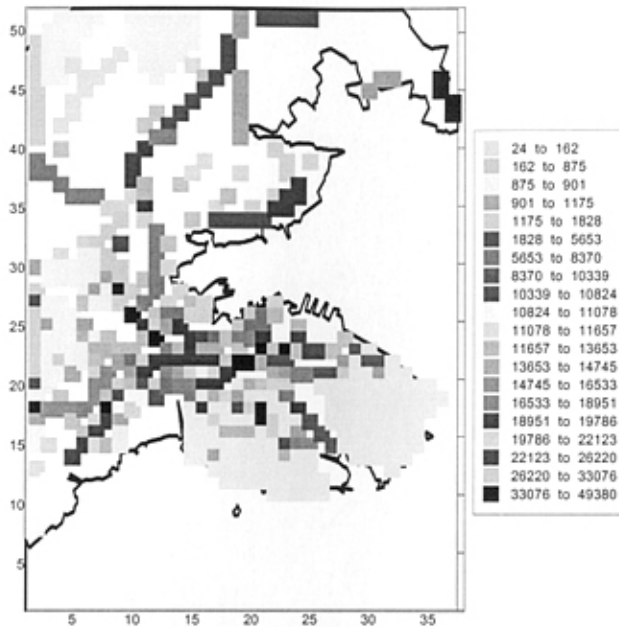 50
45
40
35
30
25
20
15
10
5
5 10 15 20 25 30 35
24 to 162
162 to 875
875 to 901
901 to 1175
1175 to 1828
1828 to 5653
5653 to 8370
8370 to 10339
10339 to 10824
10824 to 11078
11078 to 11657
11657 to 13653
13653 to 14745
14745 to 16533
16533 to 18951
18951 to 19786
19786 to 22123
22123 to 26220
26220 to 33076
33076 to 49380